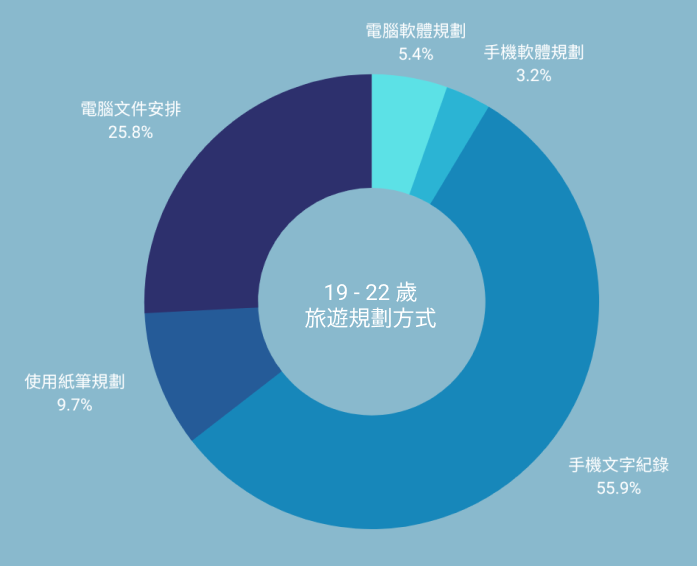 電腦軟體規劃
5.4%
手機軟體規劃
3.2%
電腦文件安排
25.8%
19 - 22 歲
旅遊規劃方式
使用紙筆規劃
9.7%
手機文字紀錄
55.9%